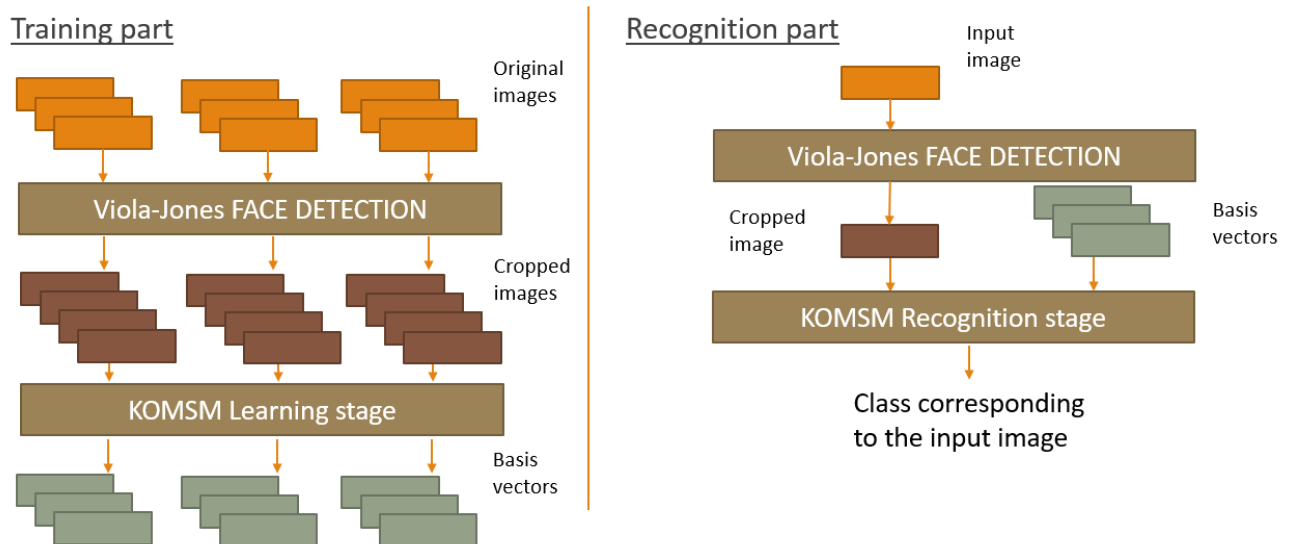 Training part
Original
images
Viola-Jones FACE DETECTION
Cropped
images
KOMSM Learning stage
Basis
vectors
Recognition part
Input
image
Viola-Jones FACE DETECTION
Cropped
image
Basis
vectors
KOMSM Recognition stage
Class corresponding
to the input image